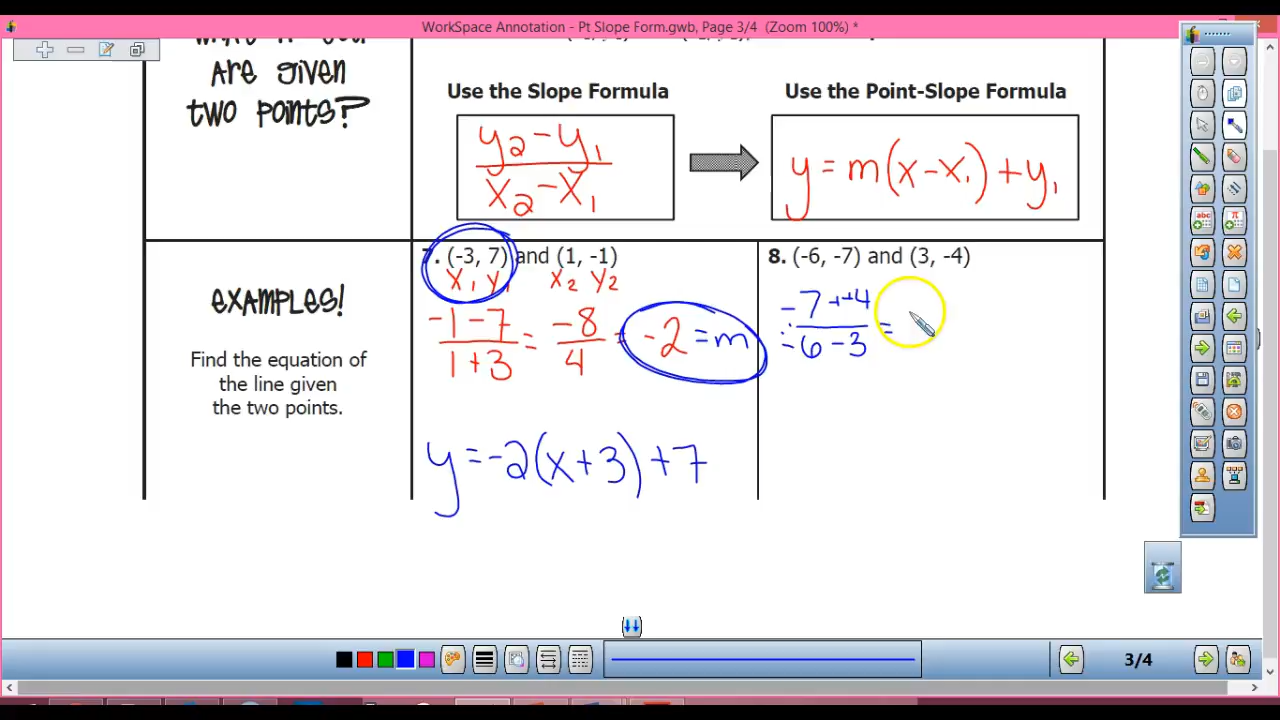 WorkSpace Annotation - Pt Slope Form.gwb, Page 3/4 (Zoom 100%) *
are given
two points?
Use the Slope Formula
y2 - y1
x2 - x1
Use the Point-Slope Formula
y = m(x - x1) + y1
examples!
Find the equation of
the line given
the two points.
7. (-3, 7) and (1, -1)
x1 y1 x2 y2
-1 - 7 = -8 = -2 = m
1 + 3 4
y = -2(x + 3) + 7
8. (-6, -7) and (3, -4)
-7 ++4 =
-6 - 3
abc
π
3/4